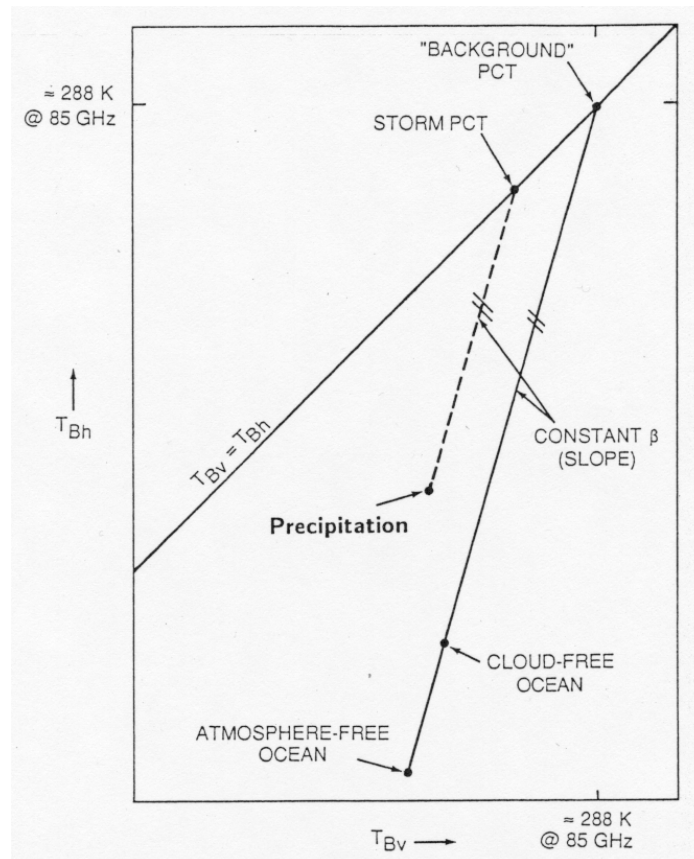 "BACKGROUND"
PCT
≈ 288 K
@ 85 GHz
STORM PCT
T_Bh
T_Bv = T_Bh
CONSTANT β
(SLOPE)
Precipitation
CLOUD-FREE
OCEAN
ATMOSPHERE-FREE
OCEAN
T_Bv
≈ 288 K
@ 85 GHz